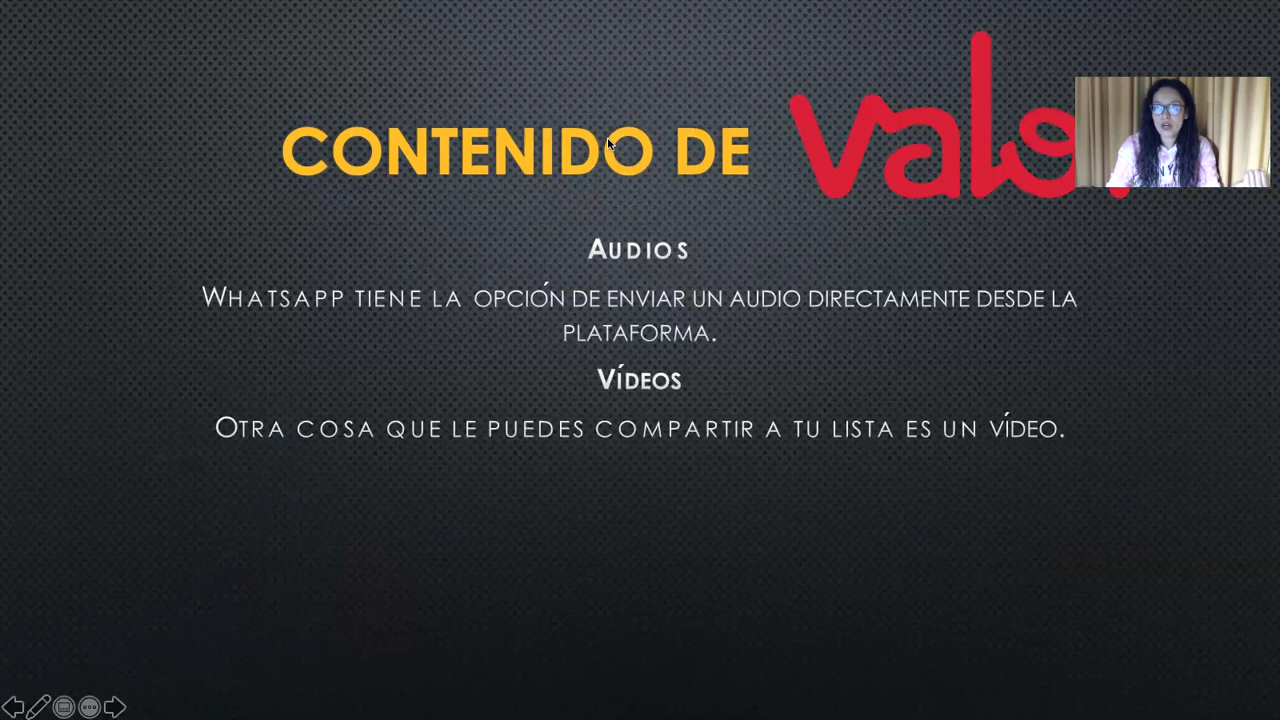 CONTENIDO DE valor
AUDIOS
WHATSAPP TIENE LA OPCIÓN DE ENVIAR UN AUDIO DIRECTAMENTE DESDE LA
PLATAFORMA.
VÍDEOS
OTRA COSA QUE LE PUEDES COMPARTIR A TU LISTA ES UN VÍDEO.